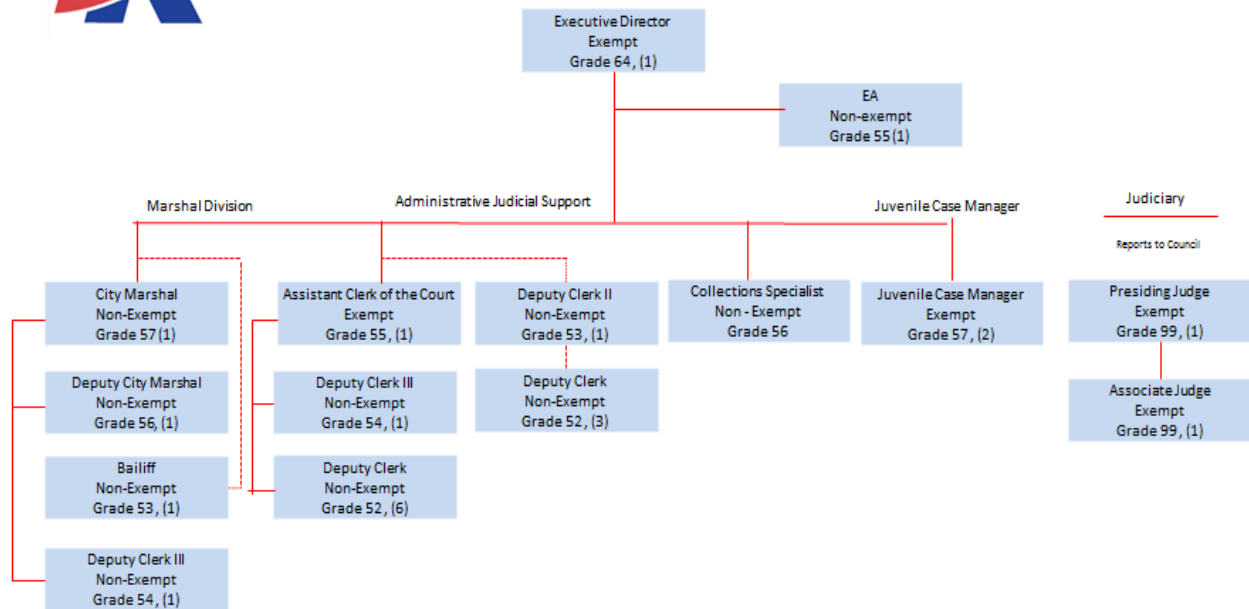 Executive Director
Exempt
Grade 64, (1)
EA
Non-exempt
Grade 55 (1)
Marshal Division
Administrative Judicial Support
Juvenile Case Manager
Judiciary
Reports to Council
City Marshal
Non-Exempt
Grade 57 (1)
Assistant Clerk of the Court
Exempt
Grade 55, (1)
Deputy Clerk II
Non-Exempt
Grade 53, (1)
Collections Specialist
Non - Exempt
Grade 56
Juvenile Case Manager
Exempt
Grade 57, (2)
Presiding Judge
Exempt
Grade 99, (1)
Deputy City Marshal
Non-Exempt
Grade 56, (1)
Deputy Clerk III
Non-Exempt
Grade 54, (1)
Deputy Clerk
Non-Exempt
Grade 52, (3)
Associate Judge
Exempt
Grade 99, (1)
Bailiff
Non-Exempt
Grade 53, (1)
Deputy Clerk
Non-Exempt
Grade 52, (6)
Deputy Clerk III
Non-Exempt
Grade 54, (1)